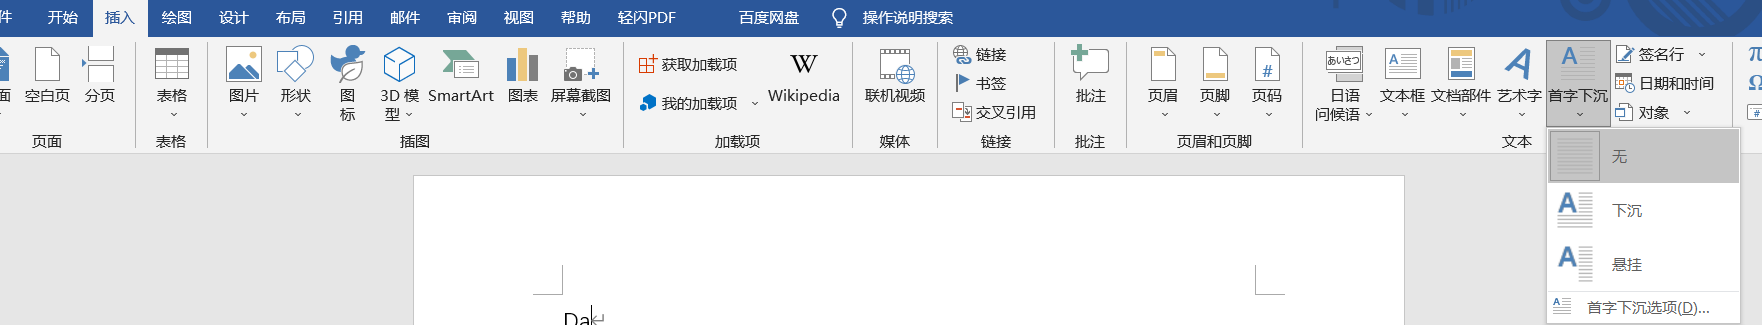 件 开始 插入 绘图 设计 布局 引用 邮件 审阅 视图 帮助 轻闪PDF 百度网盘 操作说明搜索
面 空白页 分页
页面
表格
表格
图片 形状 图标 3D 模型 SmartArt 图表 屏幕截图
插图
获取加载项
我的加载项
W
Wikipedia
加载项
联机视频
媒体
链接
书签
交叉引用
链接
批注
批注
页眉 页脚 # 页码
页眉和页脚
あいさつ
日语问候语
A
文本框 文档部件 A 艺术字 A 首字下沉
签名行
日期和时间
对象
文本
π
Ω
#
无
A 下沉
A 悬挂
A 首字下沉选项(D)...
Da↵